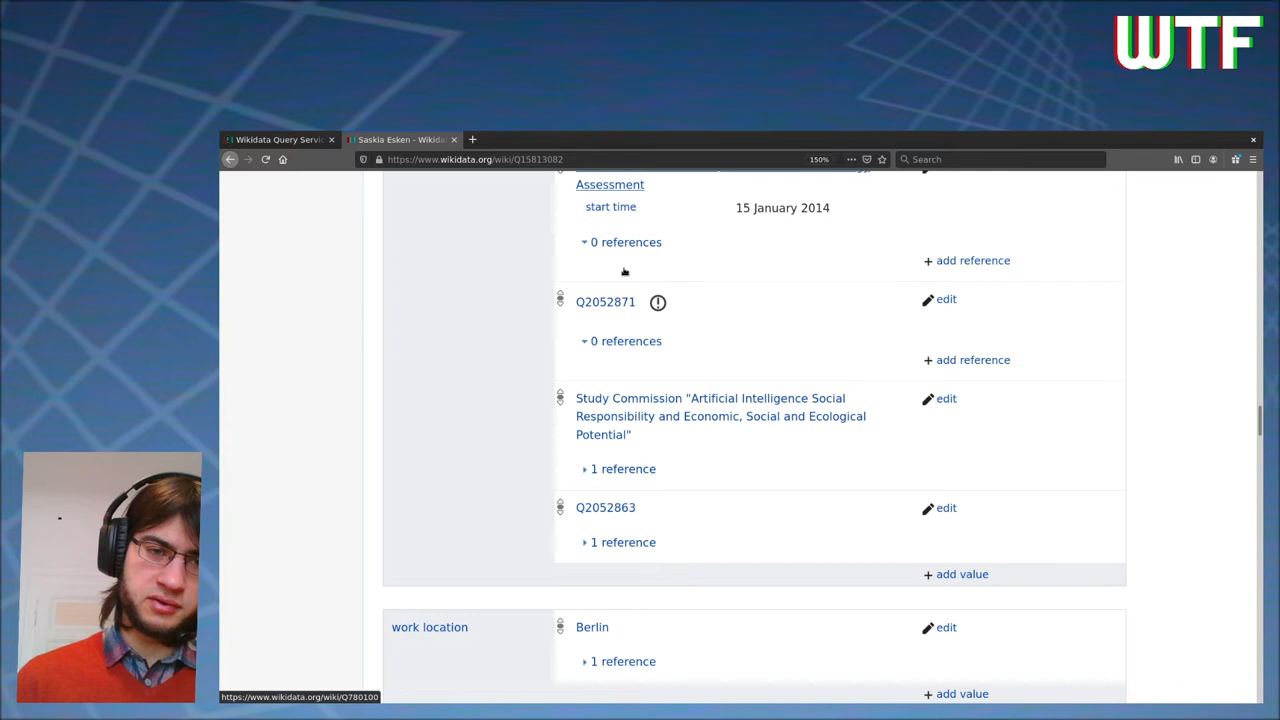 WTF
Wikidata Query Servic
Saskia Esken - Wikida
https://www.wikidata.org/wiki/Q15813082
150%
Search
Assessment
start time
15 January 2014
0 references
+ add reference
Q2052871
edit
0 references
+ add reference
Study Commission "Artificial Intelligence Social
edit
Responsibility and Economic, Social and Ecological
Potential"
1 reference
Q2052863
edit
1 reference
+ add value
work location
Berlin
edit
1 reference
+ add value
https://www.wikidata.org/wiki/Q780100